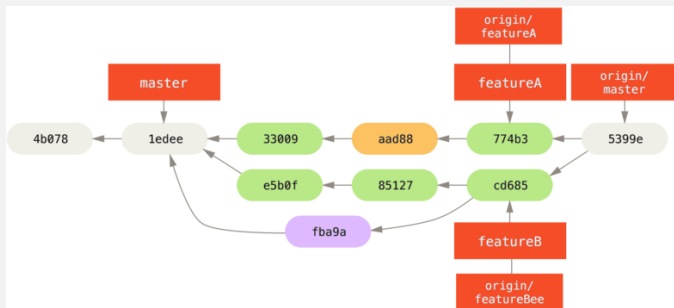 origin/
featureA
master
featureA
origin/
master
4b078
1edee
33009
aad88
774b3
5399e
e5b0f
85127
cd685
fba9a
featureB
origin/
featureBee